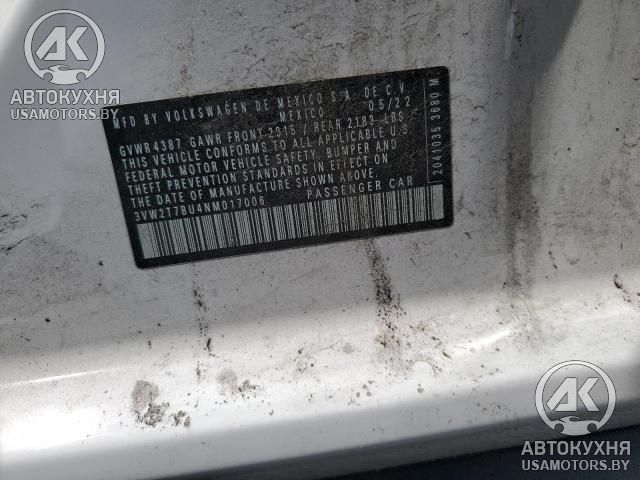 AK
АВТОКУХНЯ
USAMOTORS.BY
MFD BY VOLKSWAGEN DE MEXICO S.A. DE C.V.
MEXICO 05/22
GVWR 4387 GAWR FRONT 2315 / REAR 2183 LBS
THIS VEHICLE CONFORMS TO ALL APPLICABLE U.S.
FEDERAL MOTOR VEHICLE SAFETY, BUMPER AND
THEFT PREVENTION STANDARDS IN EFFECT ON
THE DATE OF MANUFACTURE SHOWN ABOVE.
3VW2T7BU4NM017006 PASSENGER CAR
2041035 3680 M
AK
АВТОКУХНЯ
USAMOTORS.BY